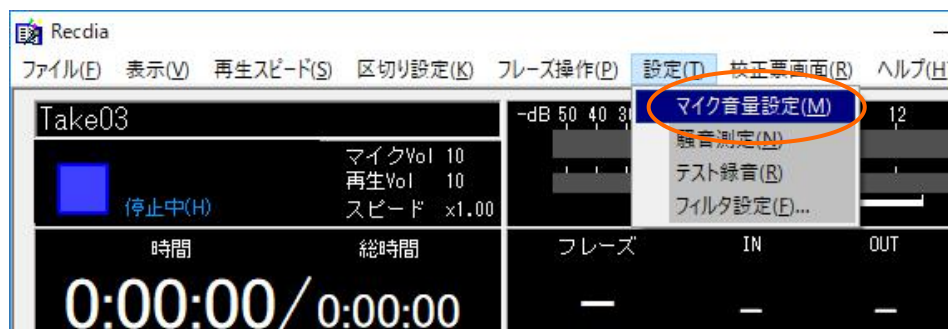 Recdia
ファイル(F) 表示(V) 再生スピード(S) 区切り設定(K) フレーズ操作(P) 設定(T) 校正票画面(R) ヘルプ(H
Take03
-dB 50 40 30 12
マイク音量設定(M)
騒音測定(N)
テスト録音(R)
フィルタ設定(F)...
マイクVol 10
再生Vol 10
スピード x1.00
停止中(H)
時間 総時間 フレーズ IN OUT
0:00:00/ 0:00:00 — — —